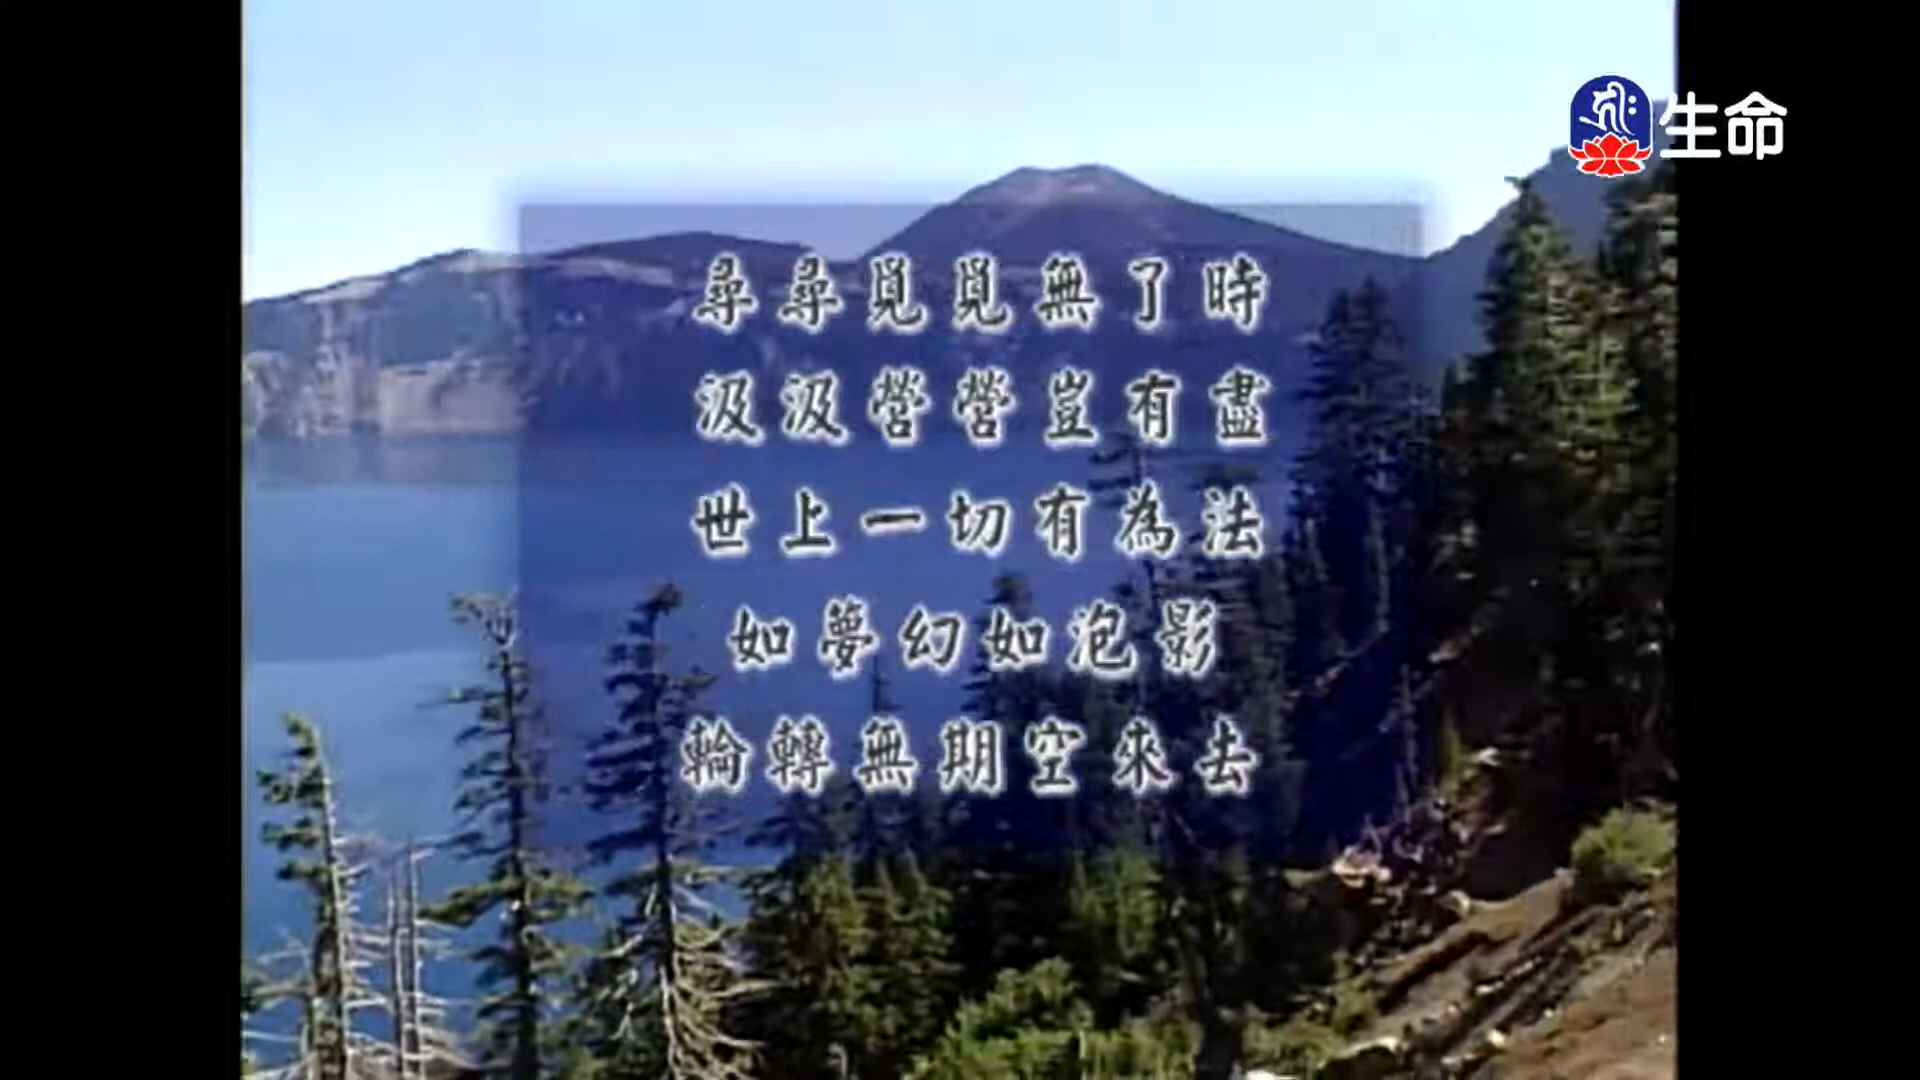 生命
尋尋覓覓無了時
汲汲營營豈有盡
世上一切有為法
如夢幻如泡影
輪轉無期空來去